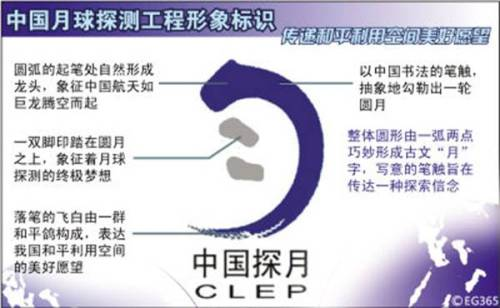 中国月球探测工程形象标识
传递和平利用空间美好愿望
圆弧的起笔处自然形成
龙头，象征中国航天如
巨龙腾空而起
一双脚印踏在圆月
之上，象征着月球
探测的终极梦想
落笔的飞白由一群
和平鸽构成，表达
我国和平利用空间
的美好愿望
以中国书法的笔触，
抽象地勾勒出一轮
圆月
整体圆形由一弧两点
巧妙形成古文“月”
字，写意的笔触旨在
传达一种探索信念
中国探月
CLEP
©EG365